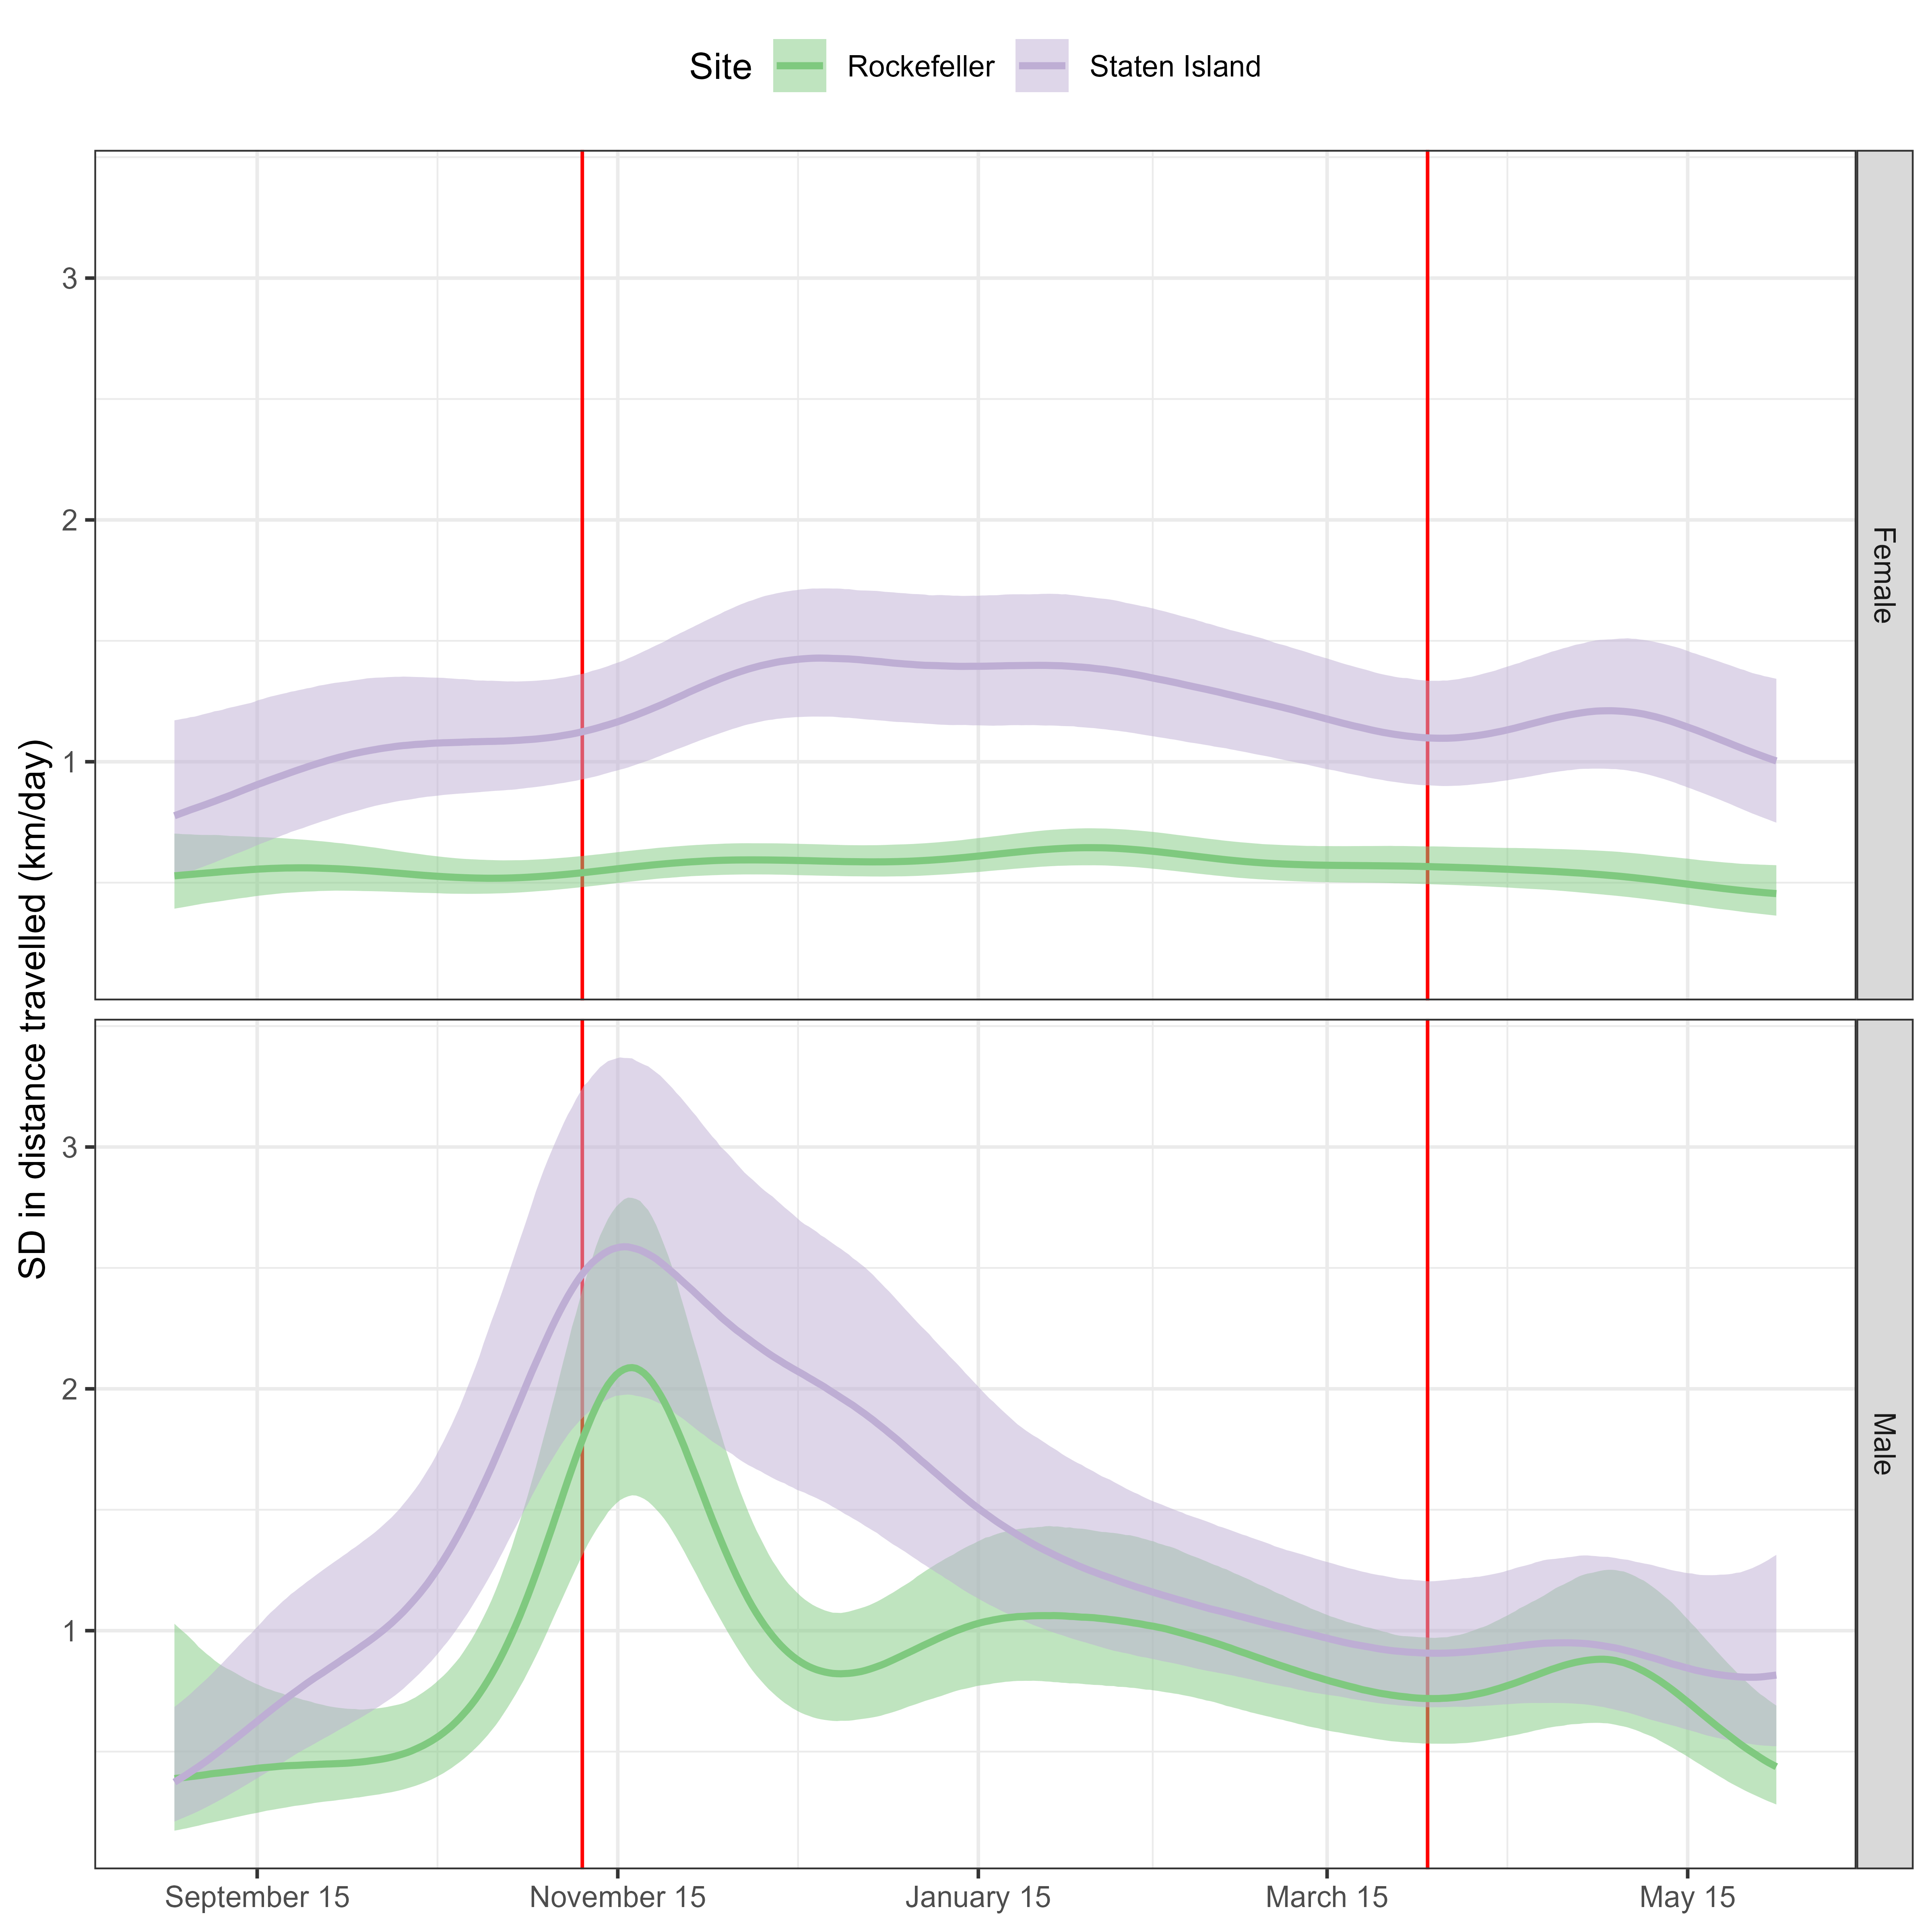 Site Rockefeller Staten Island
SD in distance travelled (km/day)
3
2
1
Female
3
2
1
Male
September 15 November 15 January 15 March 15 May 15